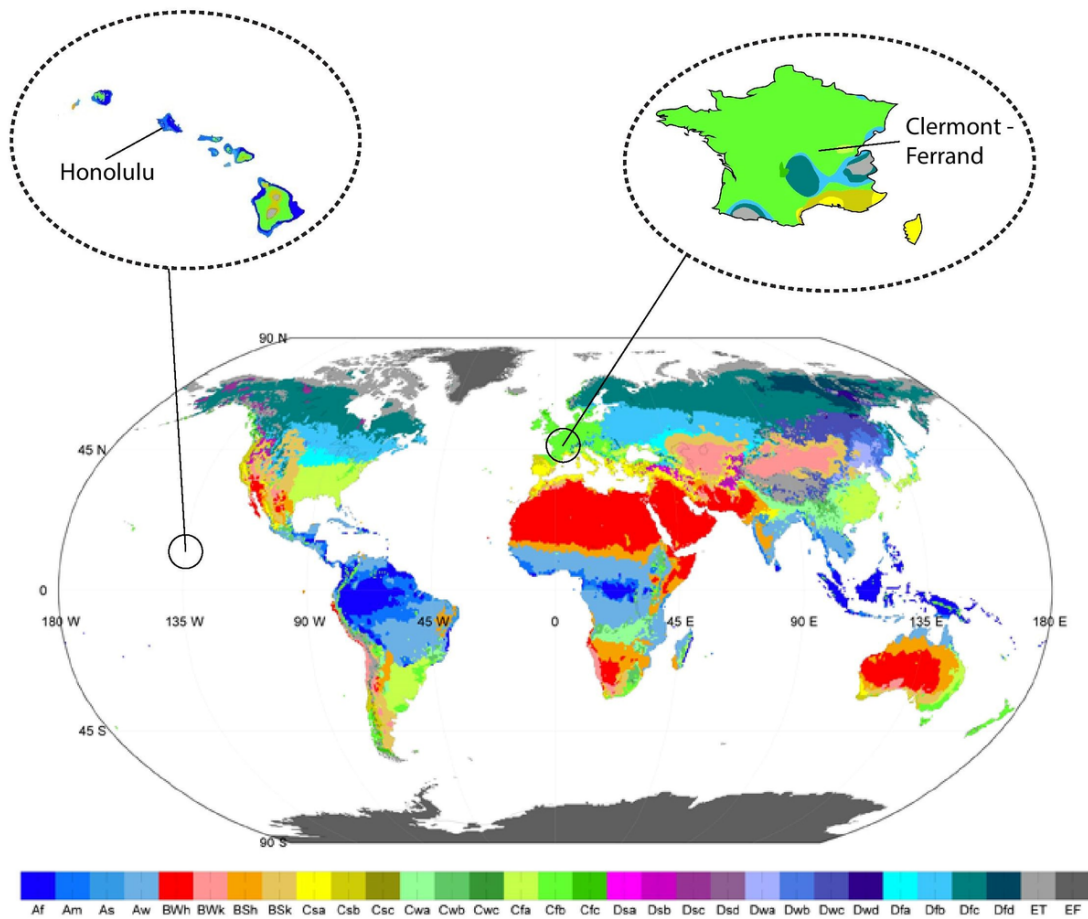 Honolulu
Clermont -
Ferrand
90 N
45 N
0
180 W 135 W 90 W 45 W 0 45 E 90 E 135 E 180 E
45 S
90 S
Af Am As Aw BWh BWk BSh BSk Csa Csb Csc Cwa Cwb Cwc Cfa Cfb Cfc Dsa Dsb Dsc Dsd Dwa Dwb Dwc Dwd Dfa Dfb Dfc Dfd ET EF